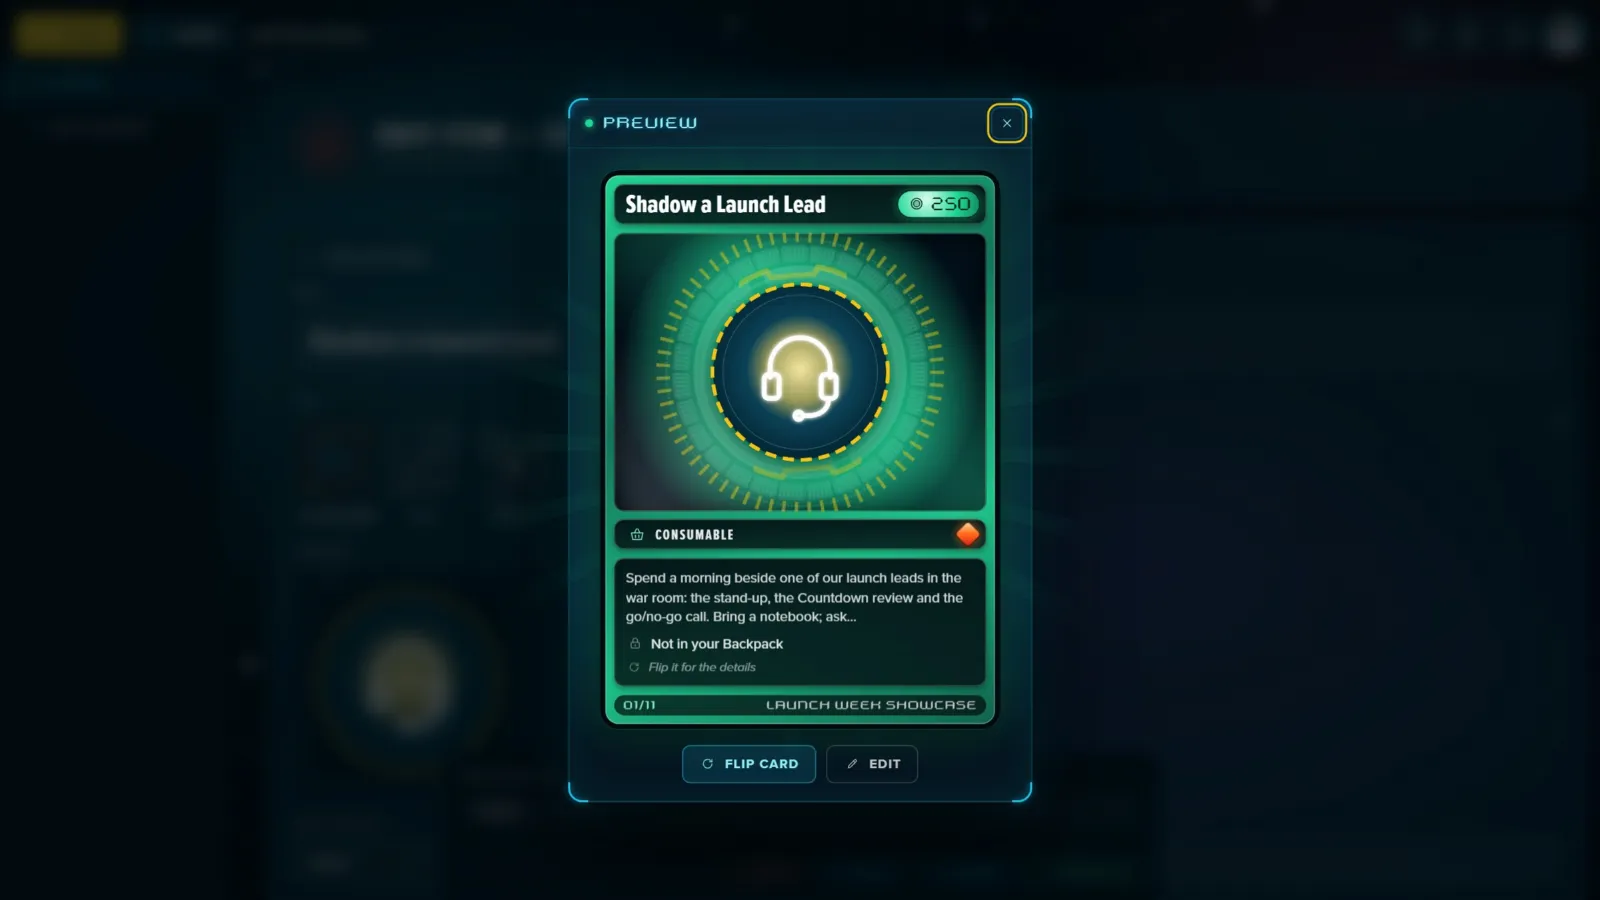 PREVIEW
Shadow a Launch Lead
250
CONSUMABLE
Spend a morning beside one of our launch leads in the
war room: the stand-up, the Countdown review and the
go/no-go call. Bring a notebook; ask...
Not in your Backpack
Flip it for the details
01/11 LAUNCH WEEK SHOWCASE
FLIP CARD EDIT